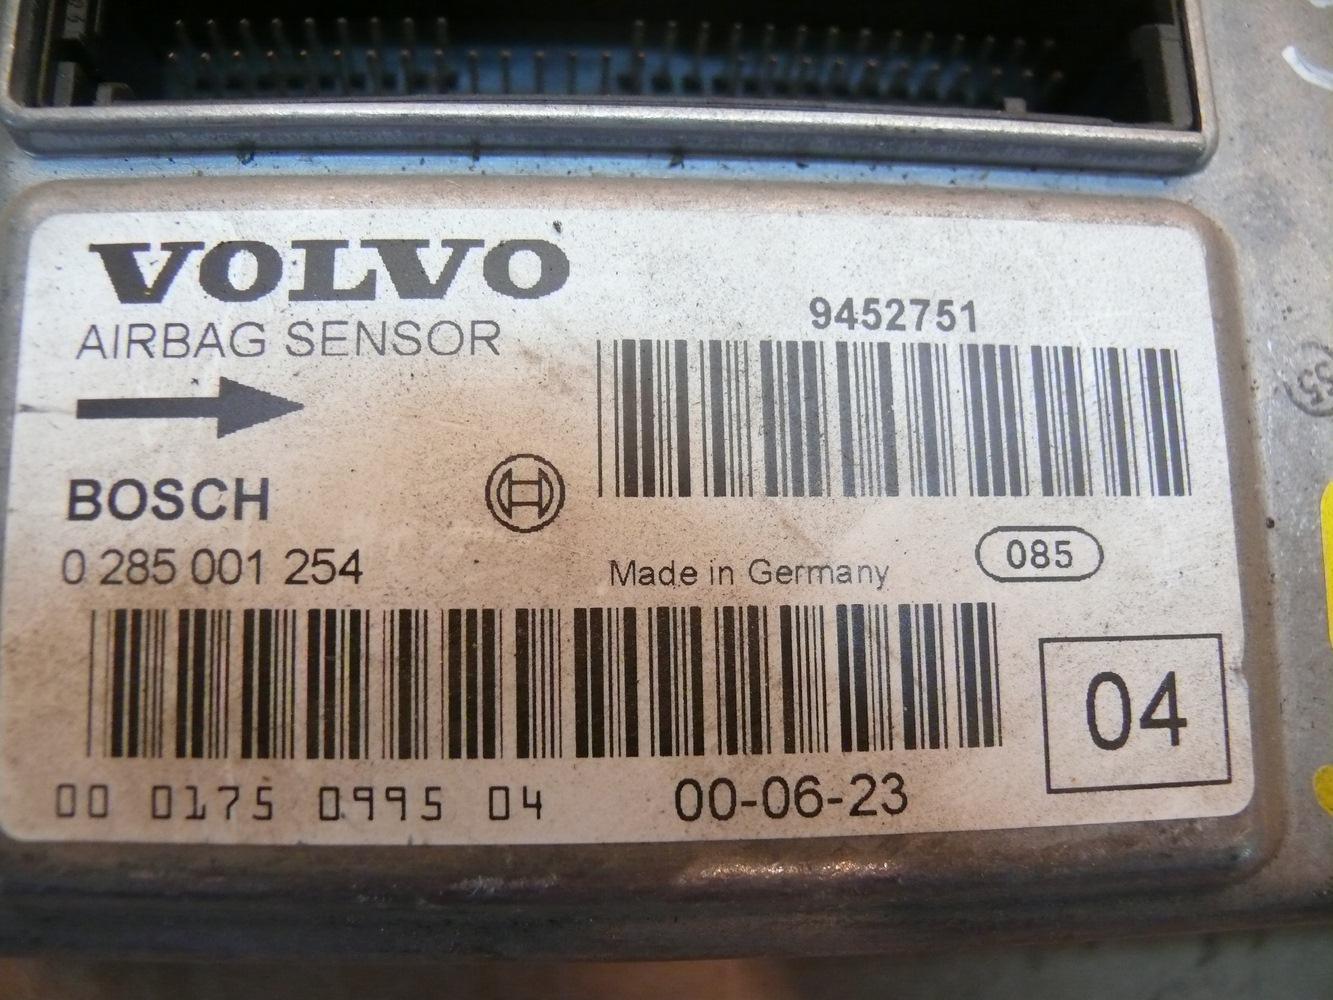 VOLVO
AIRBAG SENSOR
9452751
BOSCH
0 285 001 254
Made in Germany
085
04
00 0175 0995 04
00-06-23